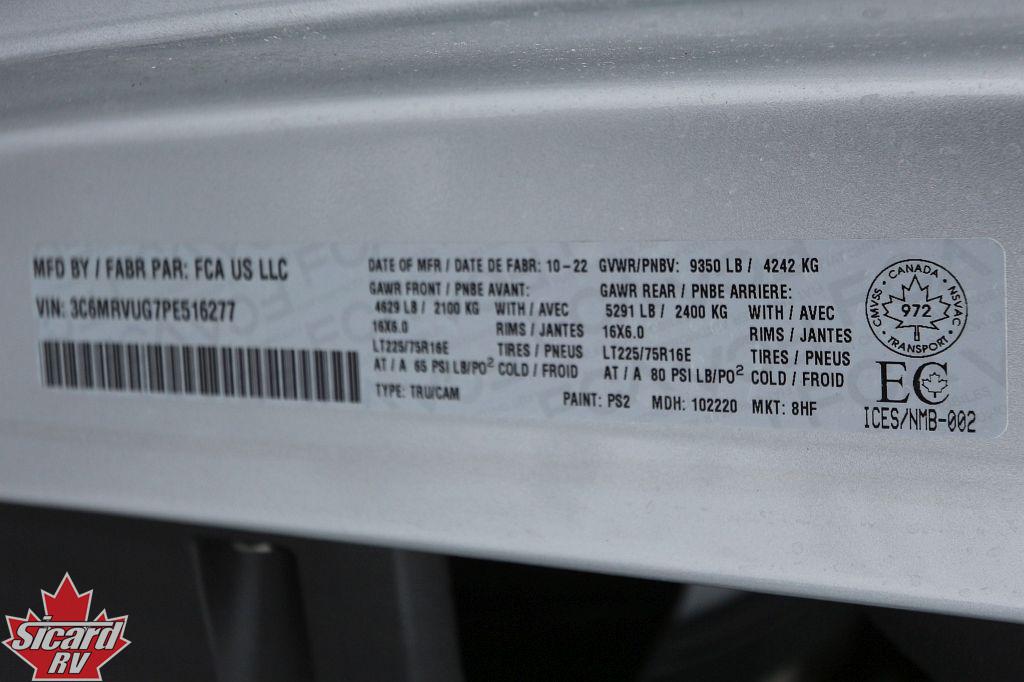 MFD BY / FABR PAR: FCA US LLC
VIN: 3C6MRVUG7PE516277
DATE OF MFR / DATE DE FABR: 10-22 GVWR/PNBV: 9350 LB / 4242 KG
GAWR FRONT / PNBE AVANT: GAWR REAR / PNBE ARRIERE:
4629 LB / 2100 KG WITH / AVEC 5291 LB / 2400 KG WITH / AVEC
16X6.0 RIMS / JANTES 16X6.0 RIMS / JANTES
LT225/75R16E TIRES / PNEUS LT225/75R16E TIRES / PNEUS
AT / A 65 PSI LB/PO2 COLD / FROID AT / A 80 PSI LB/PO2 COLD / FROID
TYPE: TRU/CAM PAINT: PS2 MDH: 102220 MKT: 8HF
CANADA
CMVSS 972 NSVAC
TRANSPORT
EC
ICES/NMB-002
Sicard
RV